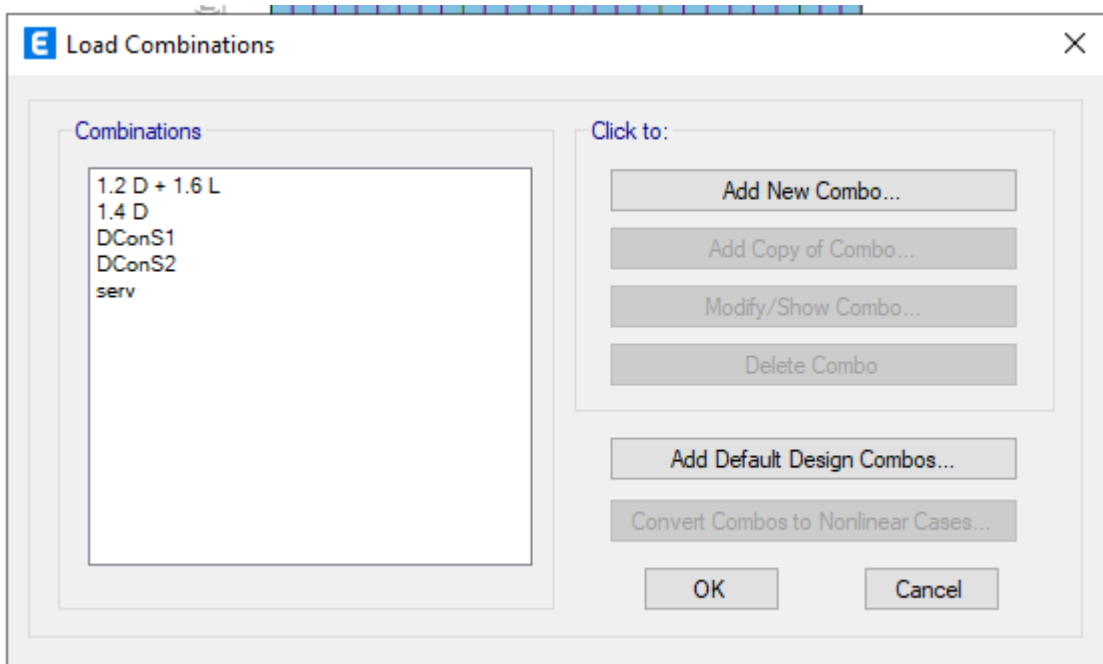 E Load Combinations
Combinations
1.2 D + 1.6 L
1.4 D
DConS1
DConS2
serv
Click to:
Add New Combo...
Add Copy of Combo...
Modify/Show Combo...
Delete Combo
Add Default Design Combos...
Convert Combos to Nonlinear Cases...
OK
Cancel